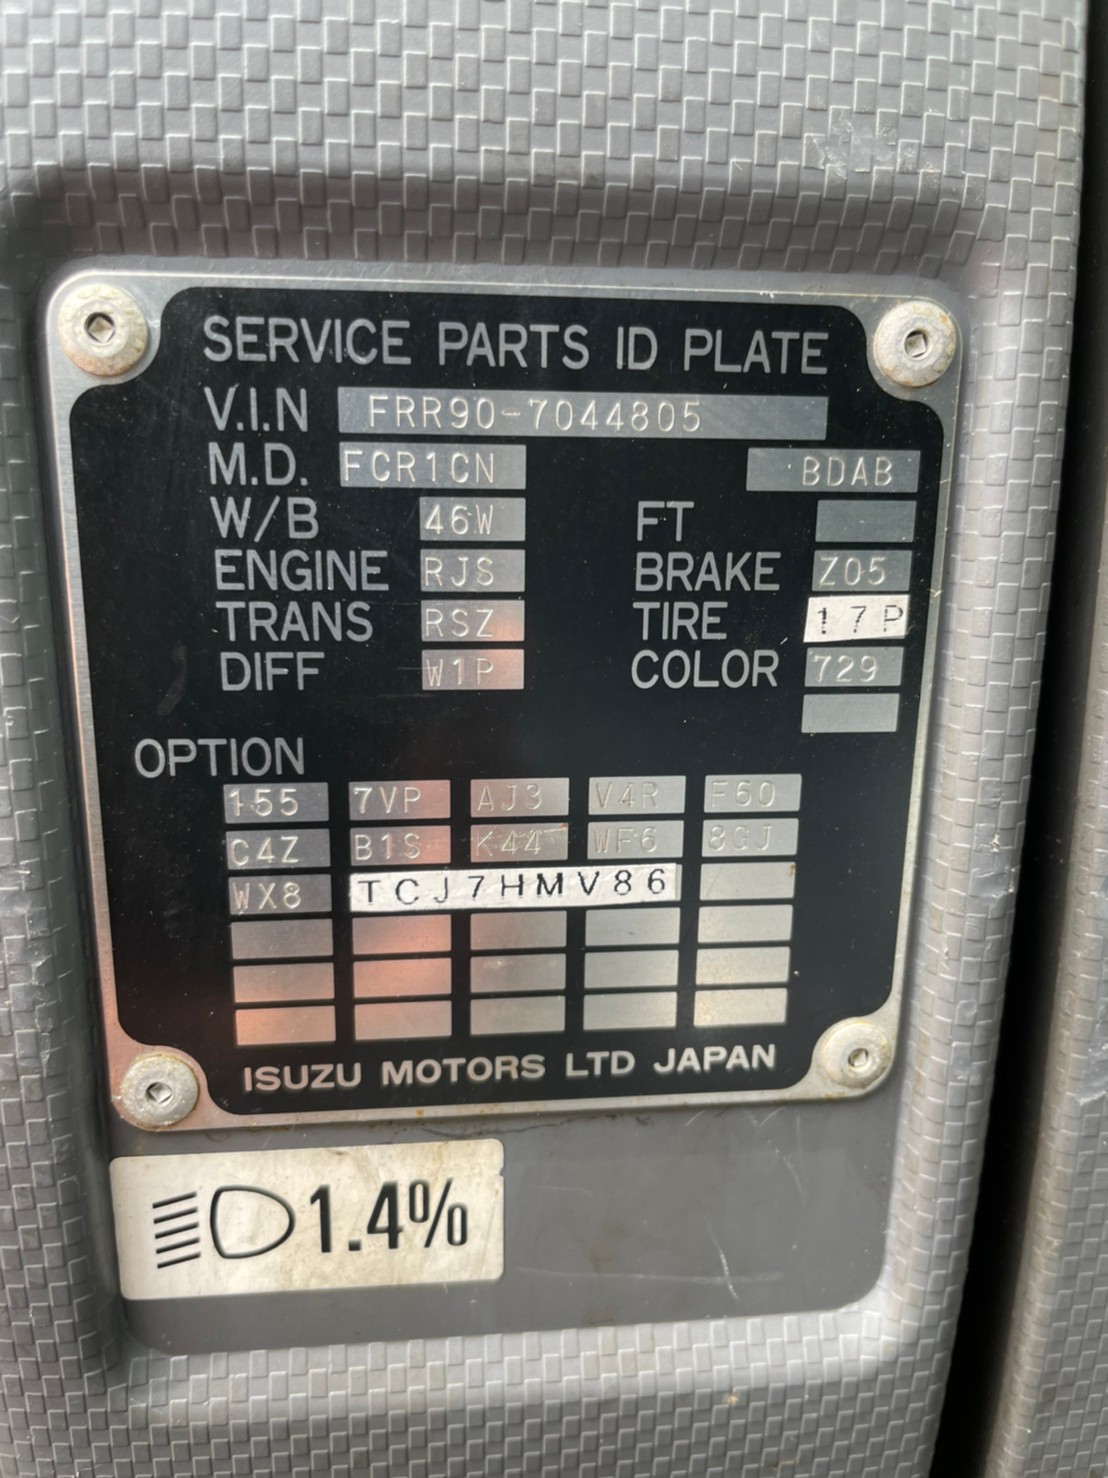 SERVICE PARTS ID PLATE
V.I.N FRR90-7044805
M.D. FCR1CN BDAB
W/B 46W FT
ENGINE RJS BRAKE Z05
TRANS RSZ TIRE 17P
DIFF W1P COLOR 729
OPTION
155 7VP AJ3 V4R F60
C4Z B1S K44 WF6 8GJ
WX8 TCJ7HMV86
ISUZU MOTORS LTD JAPAN
1.4%